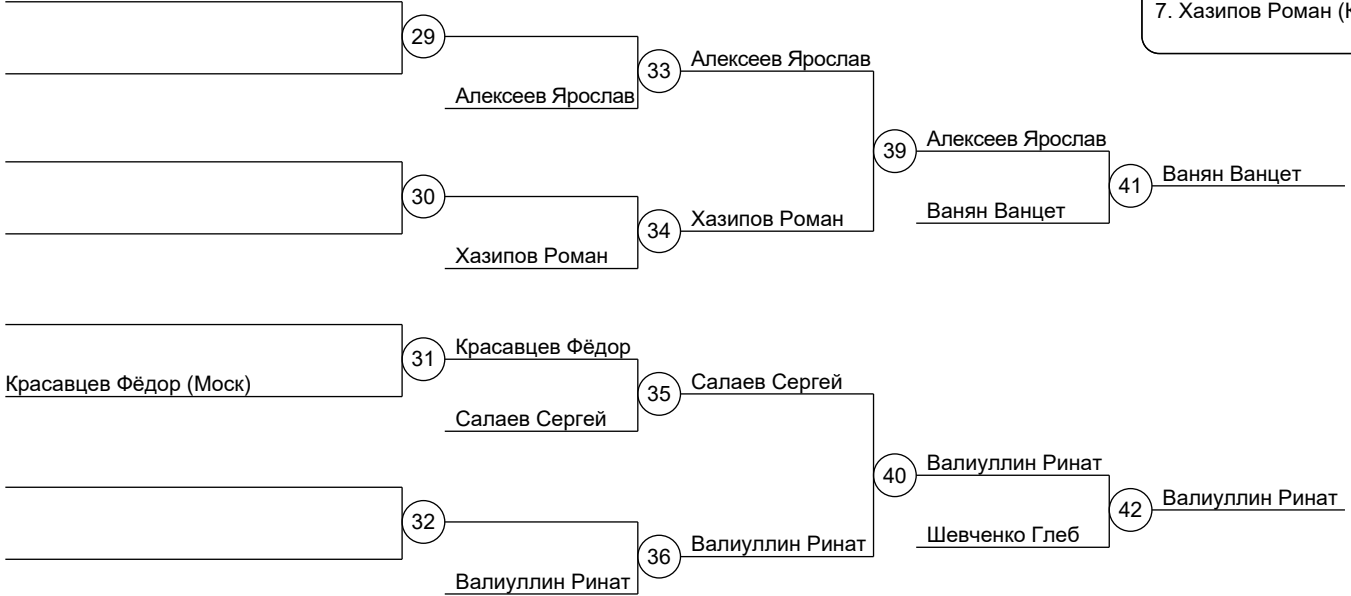 7. Хазипов Роман (К
29
33
Алексеев Ярослав
Алексеев Ярослав
39
Алексеев Ярослав
41
Ванян Ванцет
30
Ванян Ванцет
34
Хазипов Роман
Хазипов Роман
31
Красавцев Фёдор
Красавцев Фёдор (Моск)
35
Салаев Сергей
Салаев Сергей
40
Валиуллин Ринат
42
Валиуллин Ринат
32
Шевченко Глеб
36
Валиуллин Ринат
Валиуллин Ринат